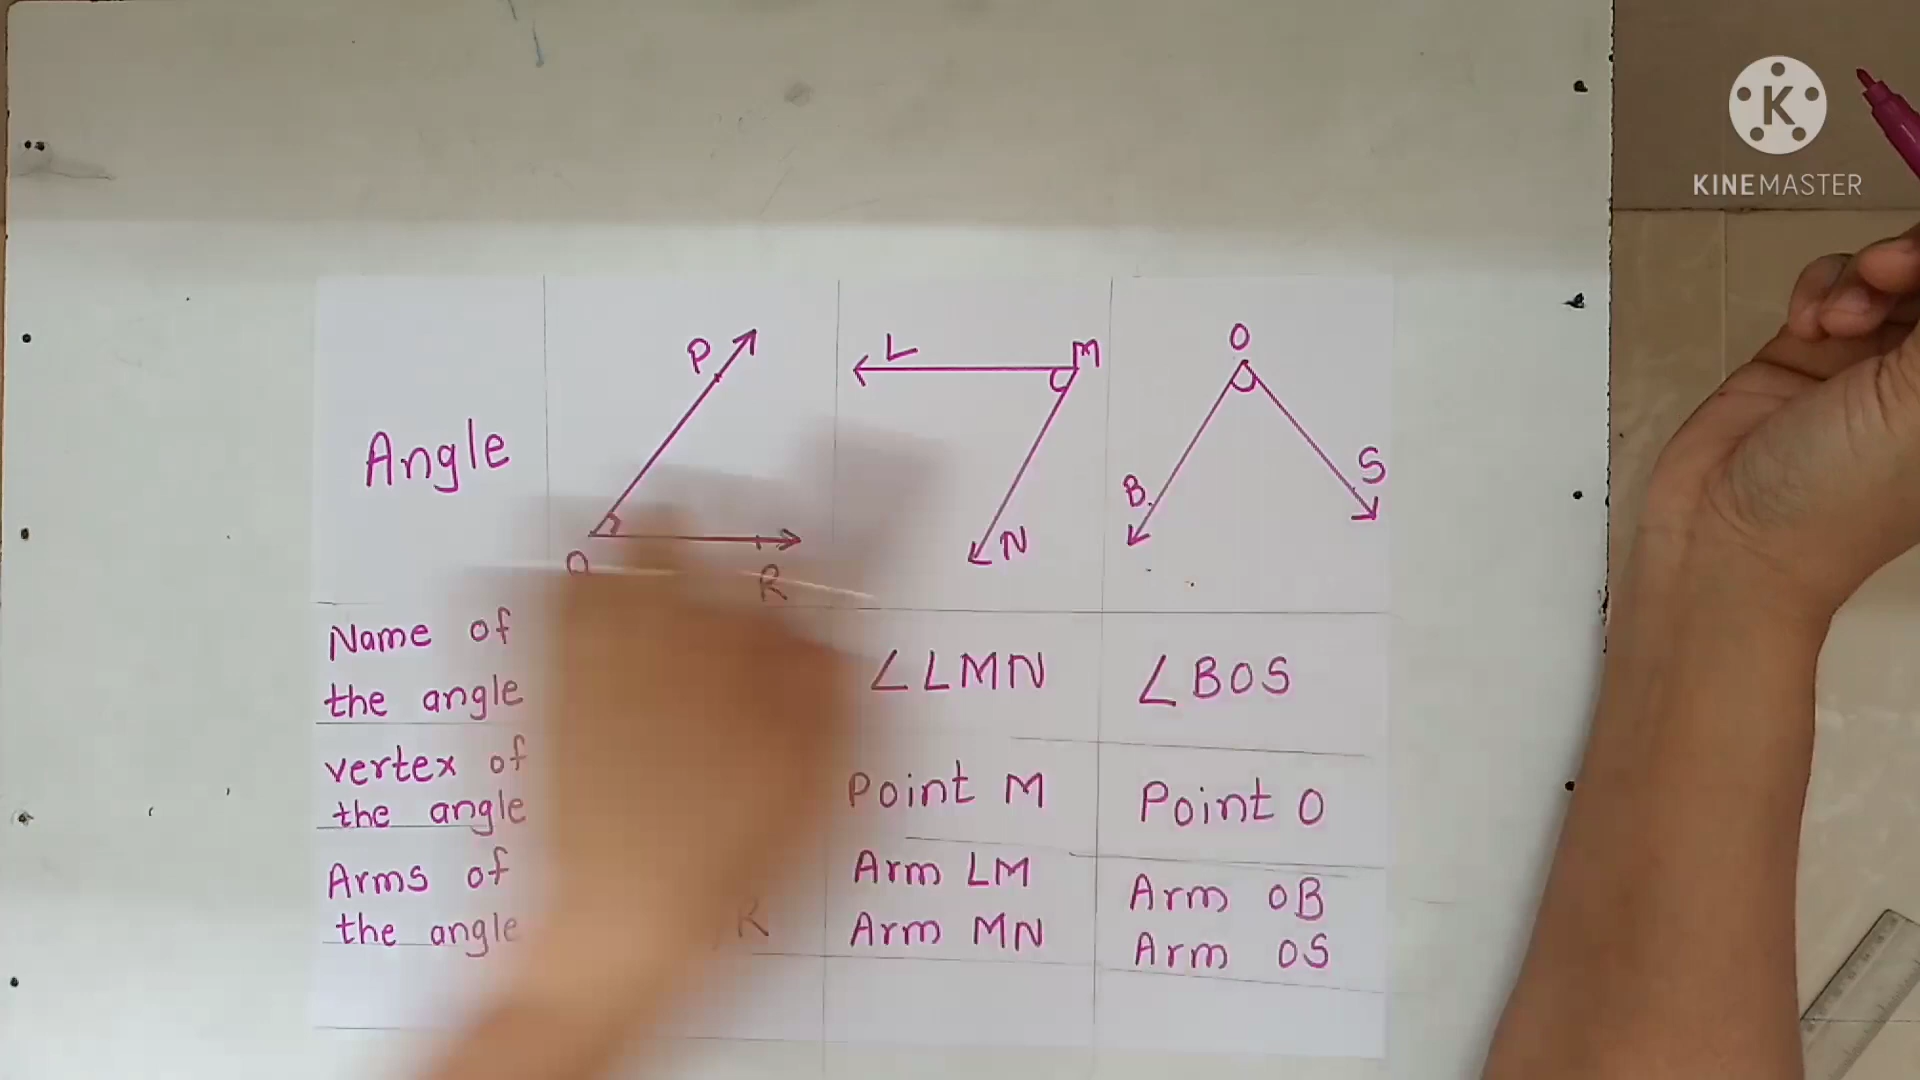 K
KINEMASTER
P
L
M
O
Angle
B
S
Q
R
N
Name of
the angle
∠LMN
∠BOS
vertex of
the angle
Point M
Point O
Arms of
the angle
R
Arm LM
Arm MN
Arm OB
Arm OS